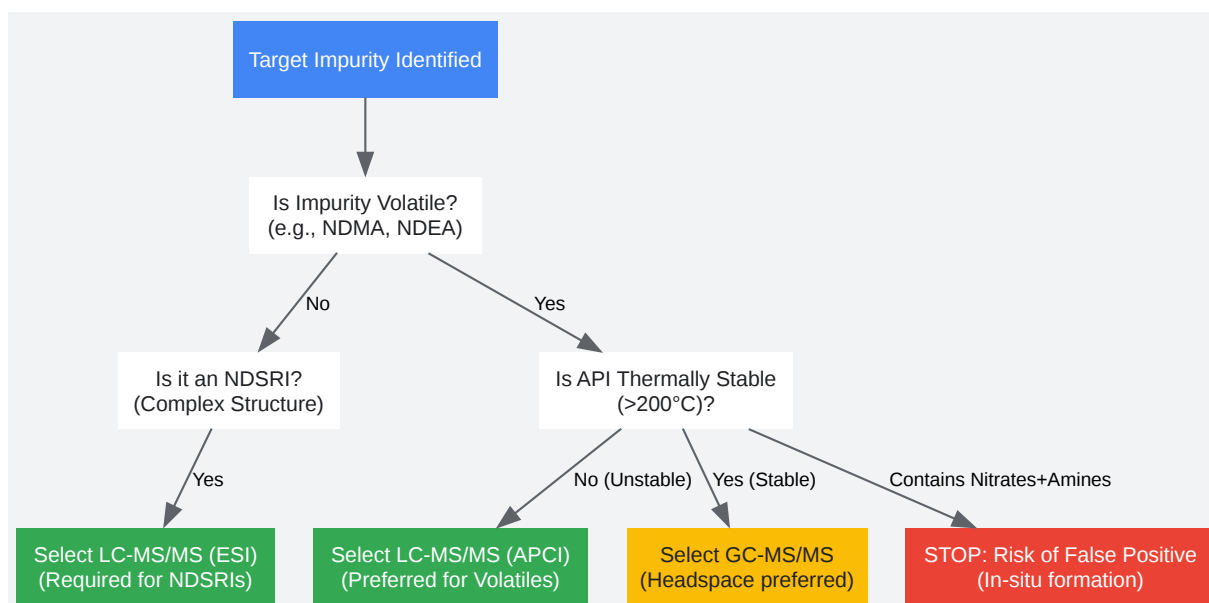 Target Impurity Identified
Is Impurity Volatile?
(e.g., NDMA, NDEA)
No
Yes
Is it an NDSRI?
(Complex Structure)
Is API Thermally Stable
(>200°C)?
Yes
No (Unstable)
Yes (Stable)
Contains Nitrates+Amines
Select LC-MS/MS (ESI)
(Required for NDSRIs)
Select LC-MS/MS (APCI)
(Preferred for Volatiles)
Select GC-MS/MS
(Headspace preferred)
STOP: Risk of False Positive
(In-situ formation)